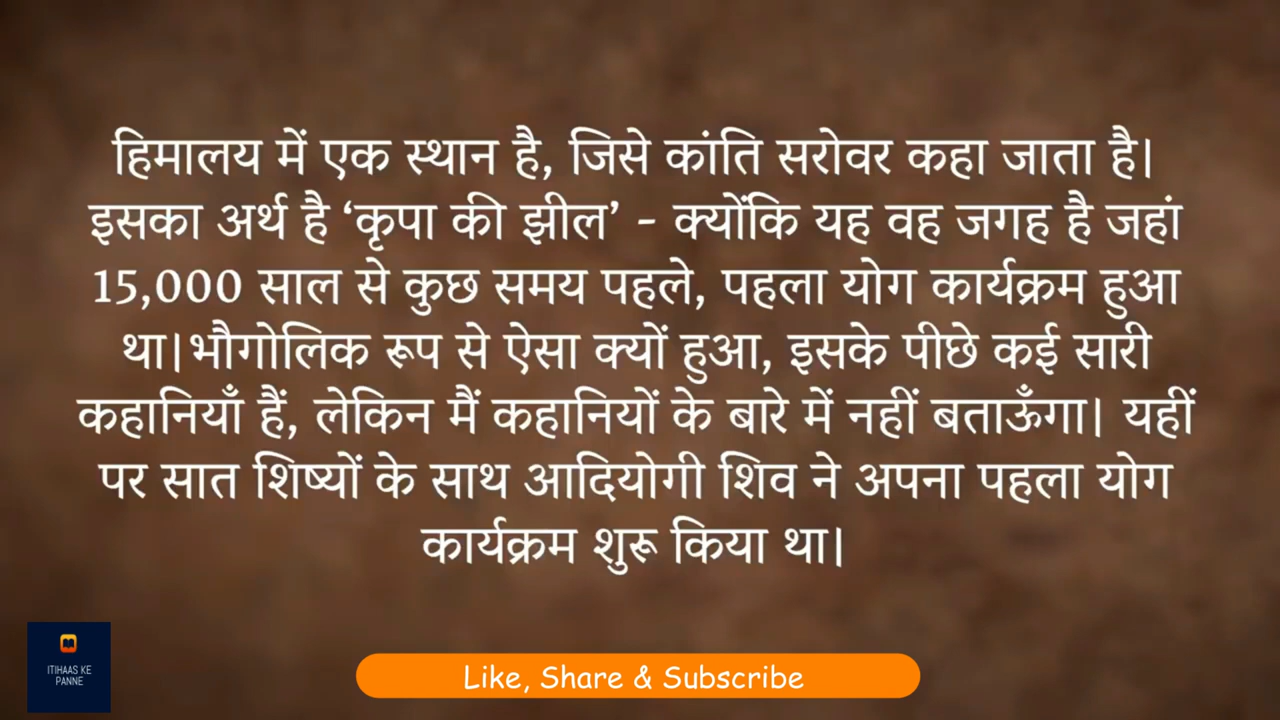 हिमालय में एक स्थान है, जिसे कांति सरोवर कहा जाता है।
इसका अर्थ है ‘कृपा की झील’ - क्योंकि यह वह जगह है जहां
15,000 साल से कुछ समय पहले, पहला योग कार्यक्रम हुआ
था।भौगोलिक रूप से ऐसा क्यों हुआ, इसके पीछे कई सारी
कहानियाँ हैं, लेकिन मैं कहानियों के बारे में नहीं बताऊँगा। यहीं
पर सात शिष्यों के साथ आदियोगी शिव ने अपना पहला योग
कार्यक्रम शुरू किया था।
ITIHAAS KE
PANNE
Like, Share & Subscribe